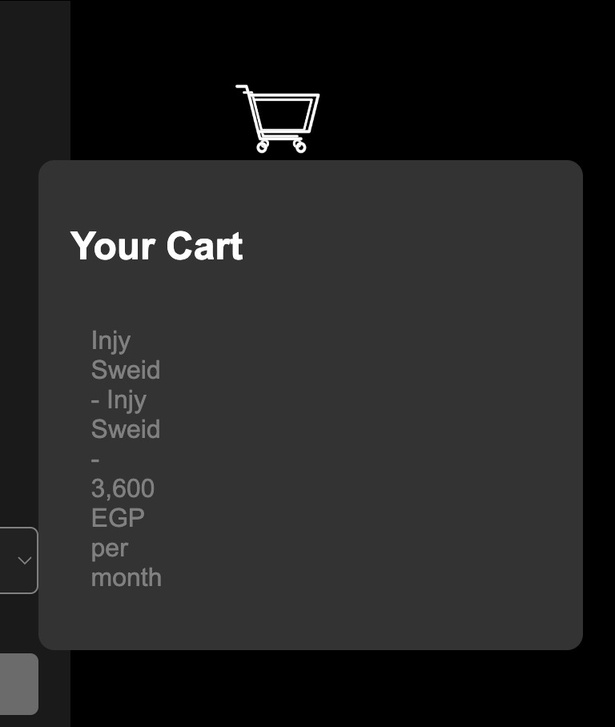 Your Cart
Injy
Sweid
- Injy
Sweid
-
3,600
EGP
per
month